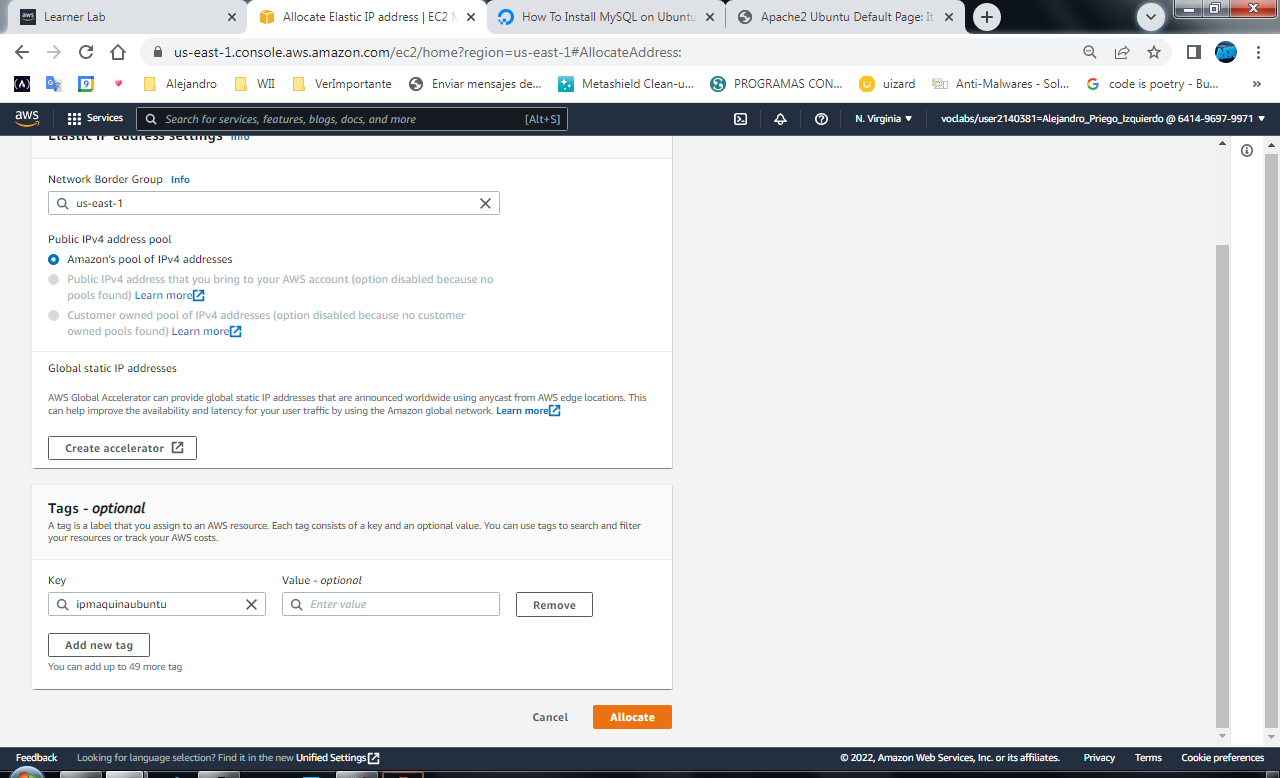 Learner Lab
Allocate Elastic IP address | EC2 M
How To Install MySQL on Ubuntu
Apache2 Ubuntu Default Page: It
us-east-1.console.aws.amazon.com/ec2/home?region=us-east-1#AllocateAddress:
Alejandro
WII
VerImportante
Enviar mensajes de...
Metashield Clean-u...
PROGRAMAS CON...
uizard
Anti-Malwares - Sol...
code is poetry - Bu...
»
aws
Services
Search for services, features, blogs, docs, and more
[Alt+S]
N. Virginia
voclabs/user2140381=Alejandro_Priego_Izquierdo @ 6414-9697-9971
Elastic IP address settings Info
Network Border Group Info
us-east-1
Public IPv4 address pool
Amazon's pool of IPv4 addresses
Public IPv4 address that you bring to your AWS account (option disabled because no
pools found) Learn more
Customer owned pool of IPv4 addresses (option disabled because no customer
owned pools found) Learn more
Global static IP addresses
AWS Global Accelerator can provide global static IP addresses that are announced worldwide using anycast from AWS edge locations. This
can help improve the availability and latency for your user traffic by using the Amazon global network. Learn more
Create accelerator
Tags - optional
A tag is a label that you assign to an AWS resource. Each tag consists of a key and an optional value. You can use tags to search and filter
your resources or track your AWS costs.
Key
Value - optional
ipmaquinaubuntu
Enter value
Remove
Add new tag
You can add up to 49 more tag
Cancel
Allocate
Feedback
Looking for language selection? Find it in the new Unified Settings
© 2022, Amazon Web Services, Inc. or its affiliates.
Privacy
Terms
Cookie preferences